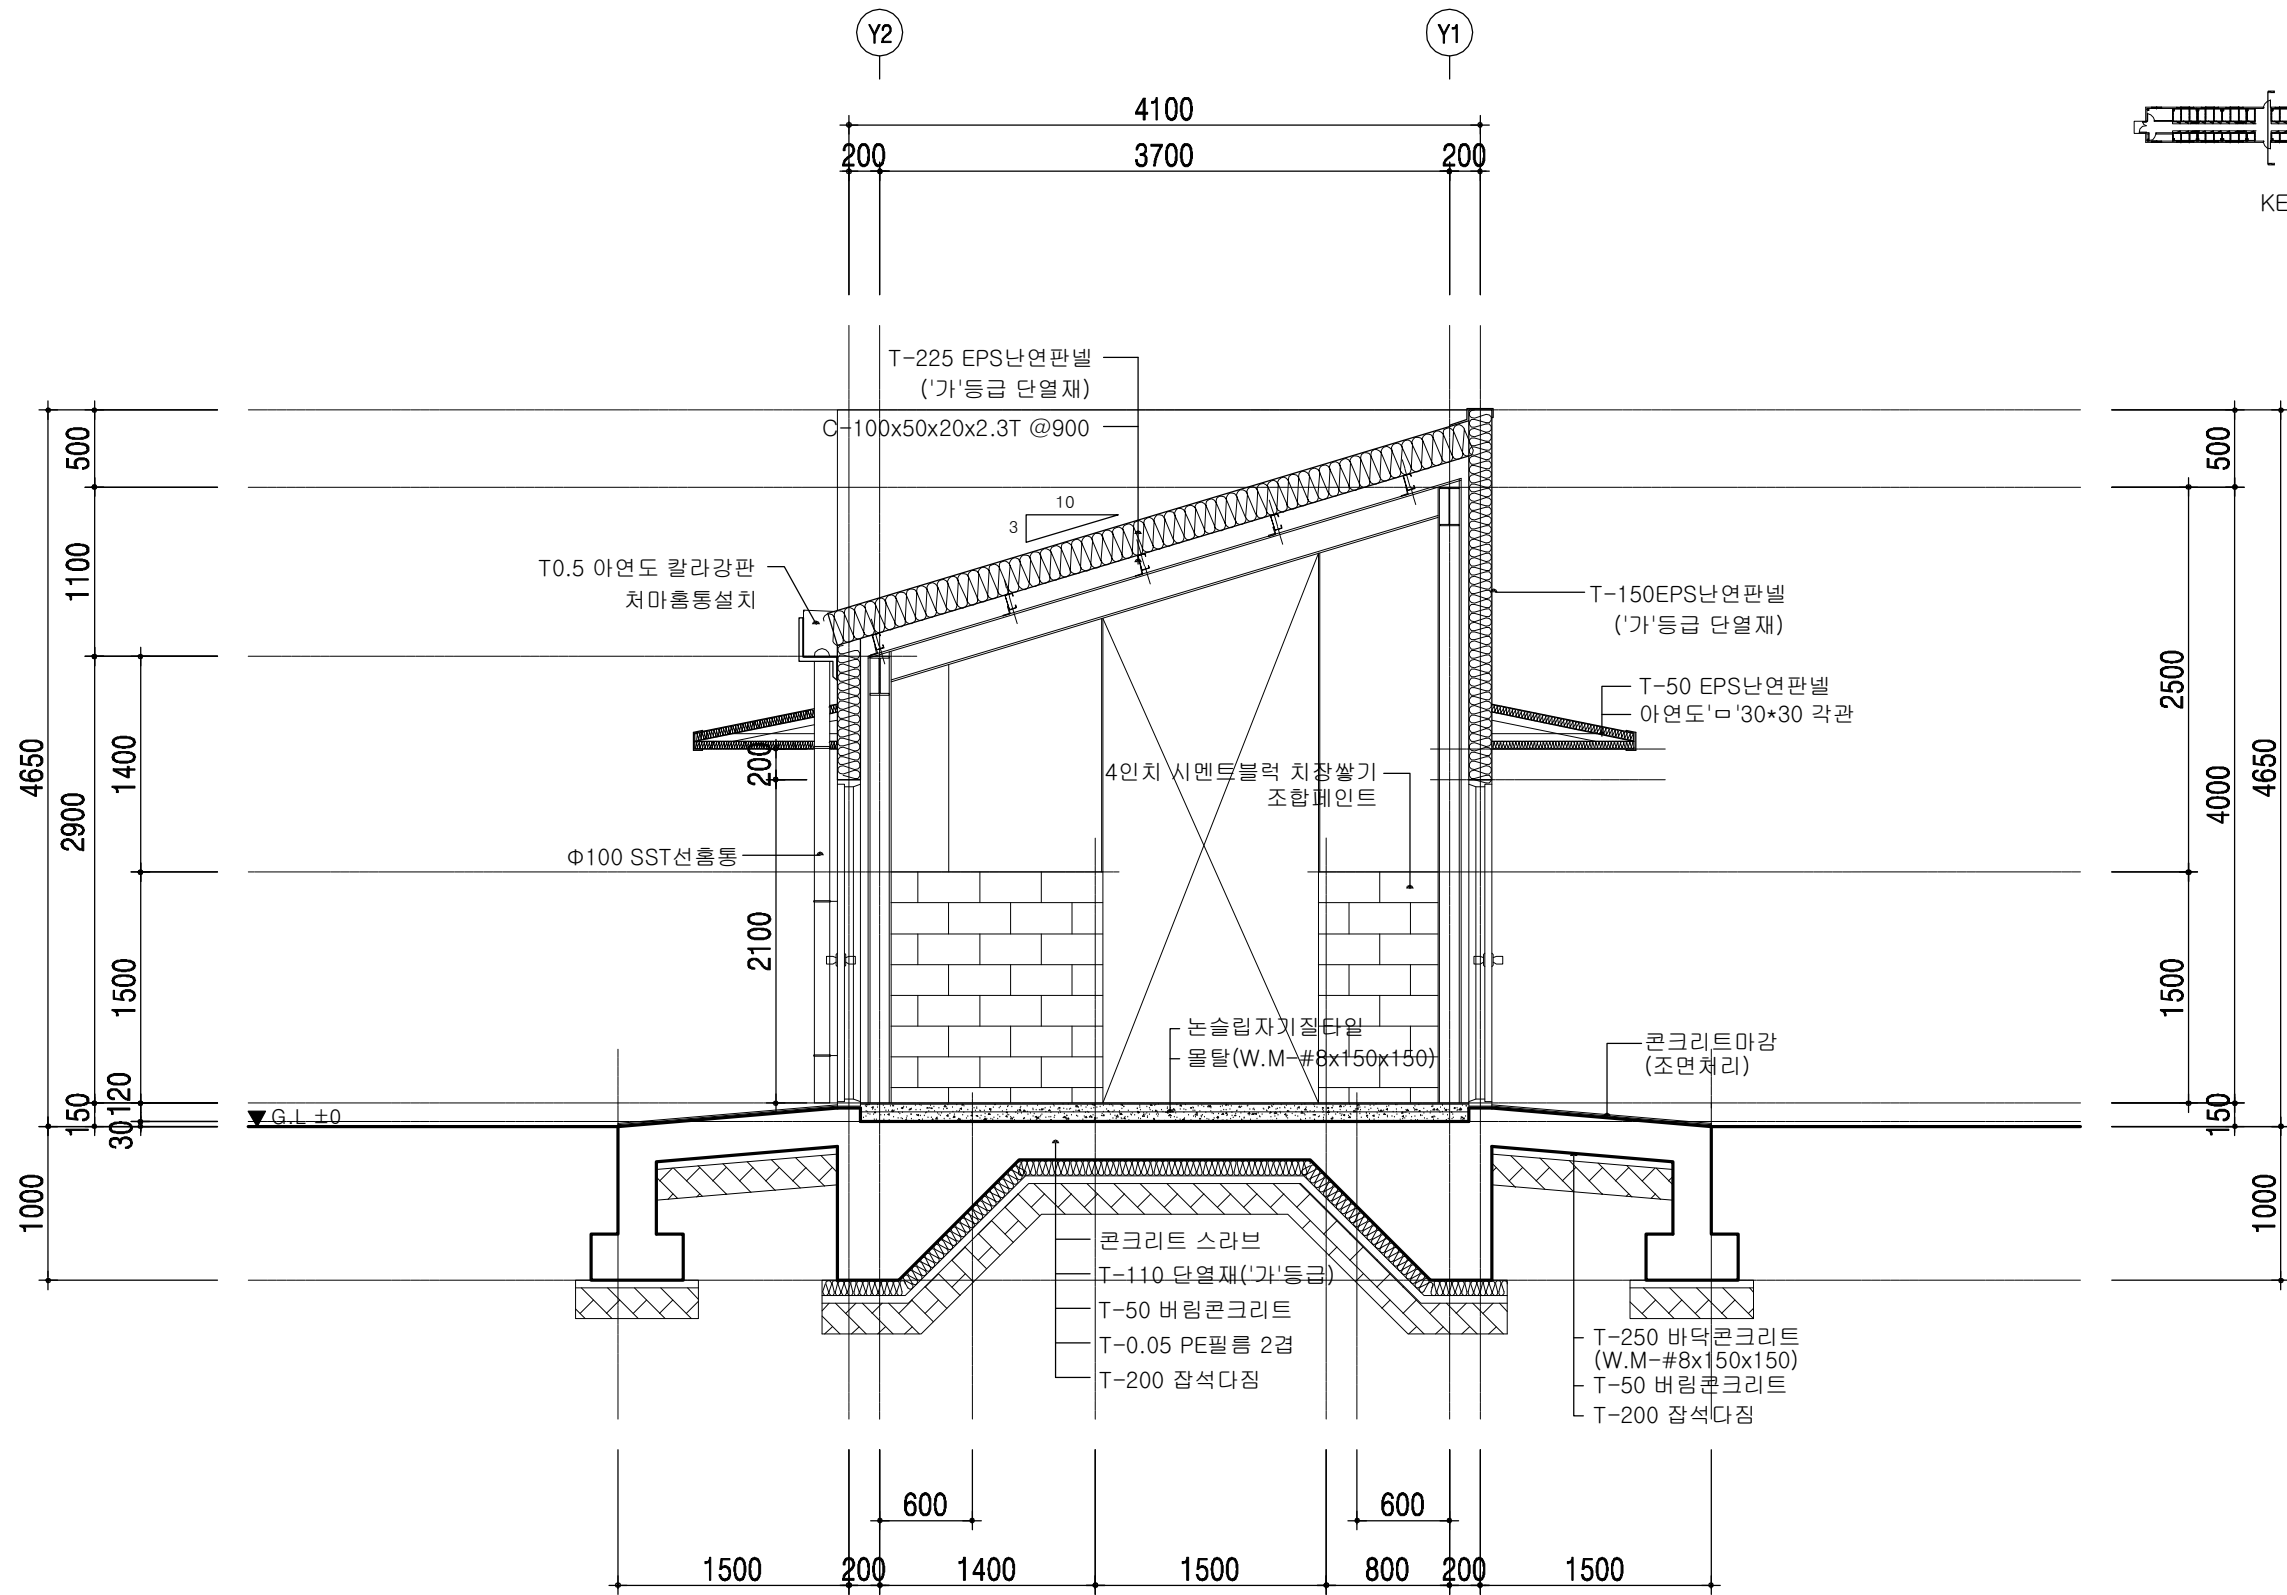 Y2
Y1
4100
200
3700
200
KE
T-225 EPS난연판넬
('가'등급 단열재)
C-100x50x20x2.3T @900
10
3
T0.5 아연도 칼라강판
처마홈통설치
T-150EPS난연판넬
('가'등급 단열재)
T-50 EPS난연판넬
아연도'ㅁ'30*30 각관
4인치 시멘트블럭 치장쌓기
조합페인트
Φ100 SST선홈통
논슬립자기질타일
몰탈(W.M-#8x150x150)
콘크리트마감
(조면처리)
G.L ±0
4650
1000
500
1100
2900
150
1400
1500
120
30
200
2100
500
4000
150
2500
1500
4650
1000
콘크리트 스라브
T-110 단열재('가'등급)
T-50 버림콘크리트
T-0.05 PE필름 2겹
T-200 잡석다짐
T-250 바닥콘크리트
(W.M-#8x150x150)
T-50 버림콘크리트
T-200 잡석다짐
600
600
1500
200
1400
1500
800
200
1500